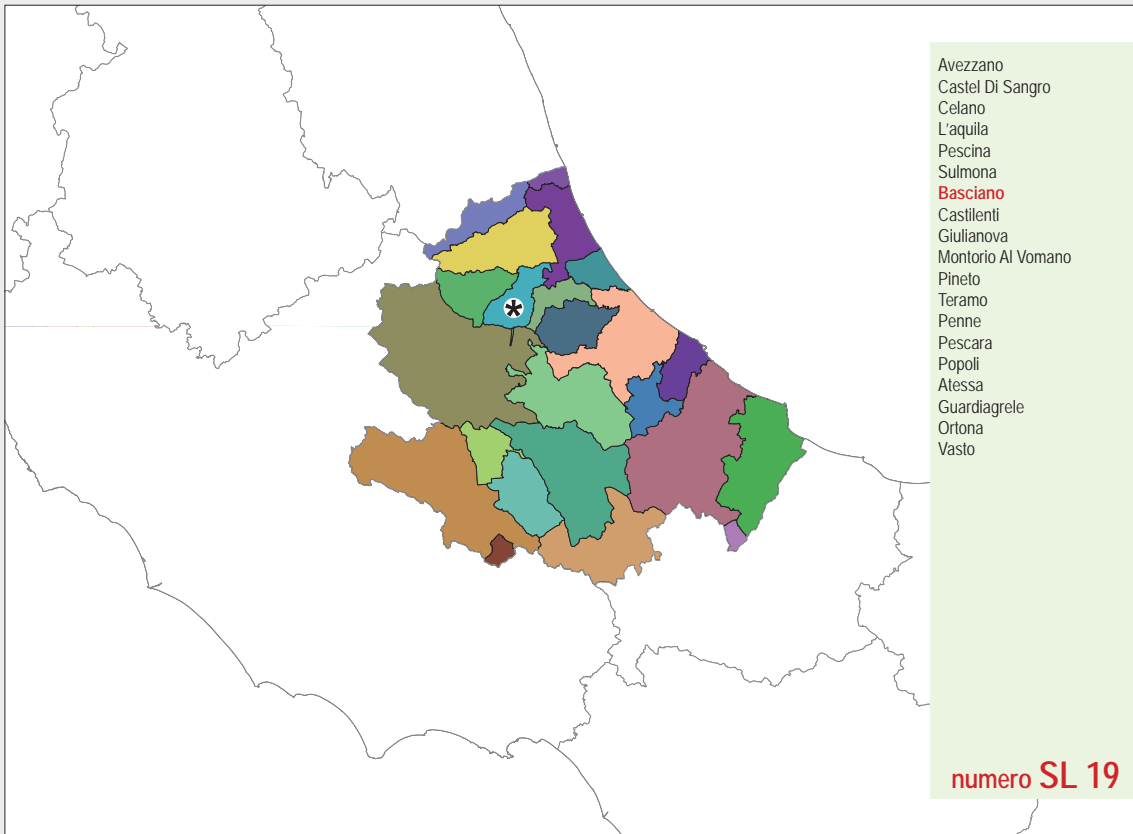 Avezzano
Castel Di Sangro
Celano
L'aquila
Pescina
Sulmona
Basciano
Castilenti
Giulianova
Montorio Al Vomano
Pineto
Teramo
Penne
Pescara
Popoli
Atessa
Guardiagrele
Ortona
Vasto
numero SL 19